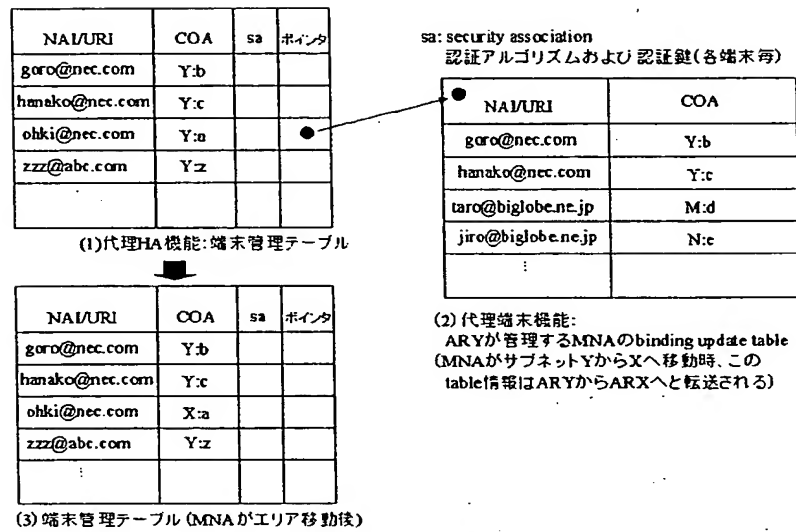 NAI/URI COA sa ポインタ
goro@nec.com Y:b
hanako@nec.com Y:c
ohki@nec.com Y:a
zzz@abc.com Y:z
(1)代理HA機能:端末管理テーブル
NAI/URI COA sa ポインタ
goro@nec.com Y:b
hanako@nec.com Y:c
ohki@nec.com X:a
zzz@abc.com Y:z
⋮
(3)端末管理テーブル(MNAがエリア移動後)
sa: security association
認証アルゴリズムおよび認証鍵(各端末毎)
NAI/URI COA
goro@nec.com Y:b
hanako@nec.com Y:c
taro@biglobe.ne.jp M:d
jiro@biglobe.ne.jp N:e
⋮
(2)代理端末機能:
ARYが管理するMNAのbinding update table
(MNAがサブネットYからXへ移動時、この
table情報はARYからARXへと転送される)